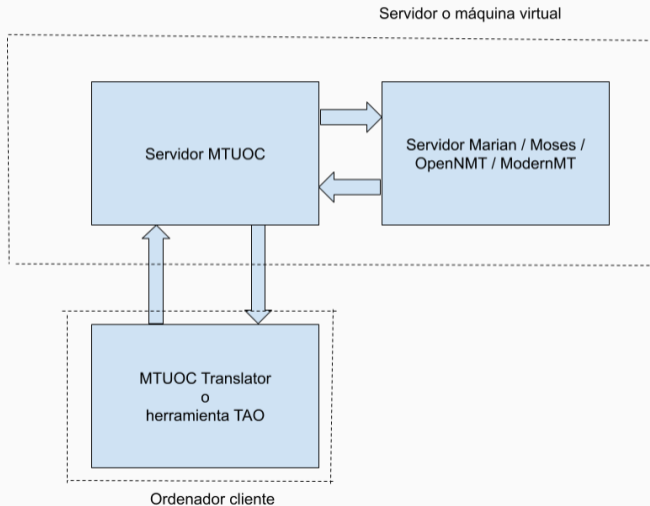 Servidor o máquina virtual
Servidor MTUOC
Servidor Marian / Moses /
OpenNMT / ModernMT
MTUOC Translator
o
herramienta TAO
Ordenador cliente